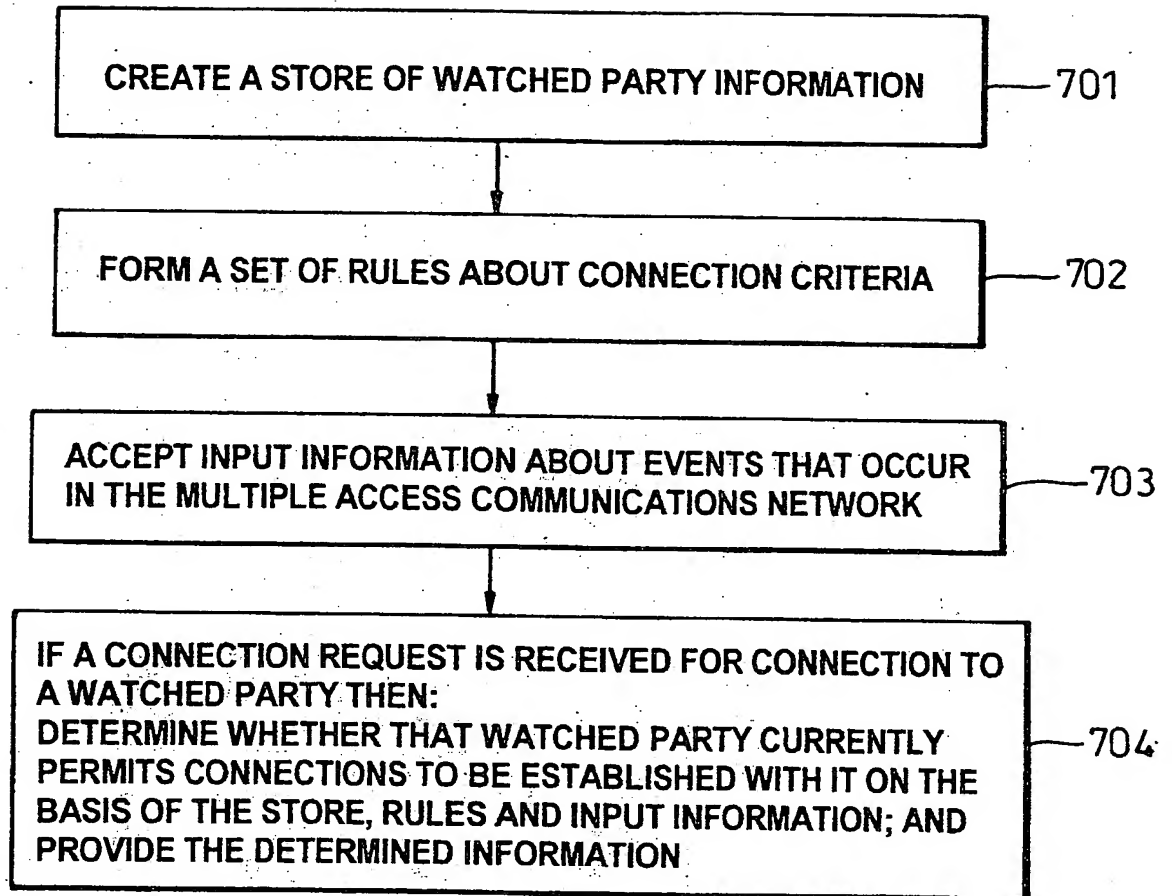 CREATE A STORE OF WATCHED PARTY INFORMATION
701
FORM A SET OF RULES ABOUT CONNECTION CRITERIA
702
ACCEPT INPUT INFORMATION ABOUT EVENTS THAT OCCUR
IN THE MULTIPLE ACCESS COMMUNICATIONS NETWORK
703
IF A CONNECTION REQUEST IS RECEIVED FOR CONNECTION TO
A WATCHED PARTY THEN:
DETERMINE WHETHER THAT WATCHED PARTY CURRENTLY
PERMITS CONNECTIONS TO BE ESTABLISHED WITH IT ON THE
BASIS OF THE STORE, RULES AND INPUT INFORMATION; AND
PROVIDE THE DETERMINED INFORMATION
704